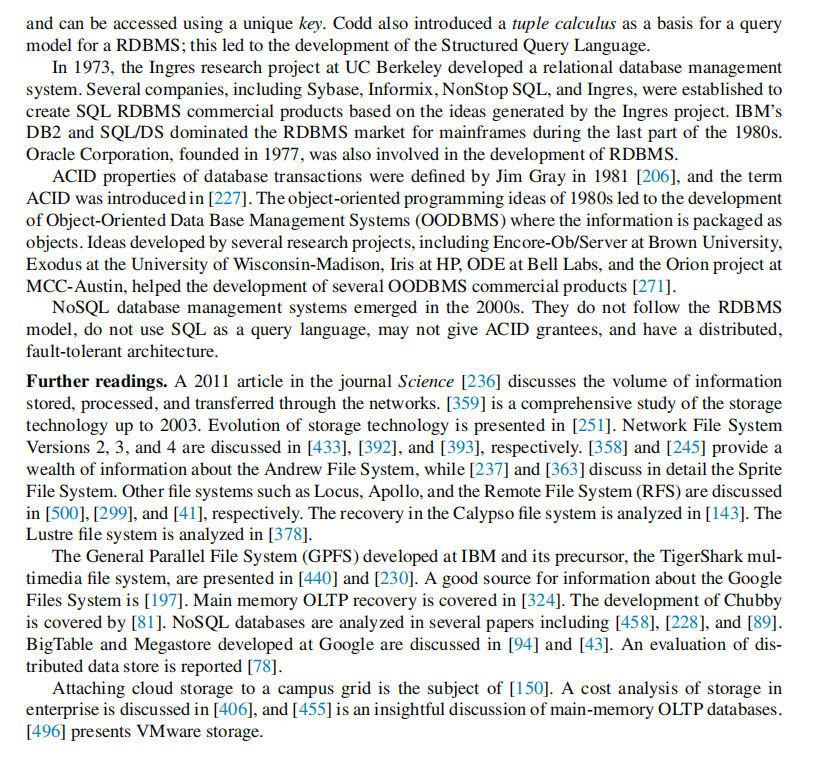 and can be accessed using a unique key. Codd also introduced a tuple calculus as a basis for a query
model for a RDBMS; this led to the development of the Structured Query Language.
In 1973, the Ingres research project at UC Berkeley developed a relational database management
system. Several companies, including Sybase, Informix, NonStop SQL, and Ingres, were established to
create SQL RDBMS commercial products based on the ideas generated by the Ingres project. IBM's
DB2 and SQL/DS dominated the RDBMS market for mainframes during the last part of the 1980s.
Oracle Corporation, founded in 1977, was also involved in the development of RDBMS.
ACID properties of database transactions were defined by Jim Gray in 1981 [206], and the term
ACID was introduced in [227]. The object-oriented programming ideas of 1980s led to the development
of Object-Oriented Data Base Management Systems (OODBMS) where the information is packaged as
objects. Ideas developed by several research projects, including Encore-Ob/Server at Brown University,
Exodus at the University of Wisconsin-Madison, Iris at HP, ODE at Bell Labs, and the Orion project at
MCC-Austin, helped the development of several OODBMS commercial products [271].
NoSQL database management systems emerged in the 2000s. They do not follow the RDBMS
model, do not use SQL as a query language, may not give ACID grantees, and have a distributed,
fault-tolerant architecture.
Further readings. A 2011 article in the journal Science [236] discusses the volume of information
stored, processed, and transferred through the networks. [359] is a comprehensive study of the storage
technology up to 2003. Evolution of storage technology is presented in [251]. Network File System
Versions 2, 3, and 4 are discussed in [433], [392], and [393], respectively. [358] and [245] provide a
wealth of information about the Andrew File System, while [237] and [363] discuss in detail the Sprite
File System. Other file systems such as Locus, Apollo, and the Remote File System (RFS) are discussed
in [500], [299], and [41], respectively. The recovery in the Calypso file system is analyzed in [143]. The
Lustre file system is analyzed in [378].
The General Parallel File System (GPFS) developed at IBM and its precursor, the TigerShark mul-
timedia file system, are presented in [440] and [230]. A good source for information about the Google
Files System is [197]. Main memory OLTP recovery is covered in [324]. The development of Chubby
is covered by [81]. NoSQL databases are analyzed in several papers including [458], [228], and [89].
BigTable and Megastore developed at Google are discussed in [94] and [43]. An evaluation of dis-
tributed data store is reported [78].
Attaching cloud storage to a campus grid is the subject of [150]. A cost analysis of storage in
enterprise is discussed in [406], and [455] is an insightful discussion of main-memory OLTP databases.
[496] presents VMware storage.